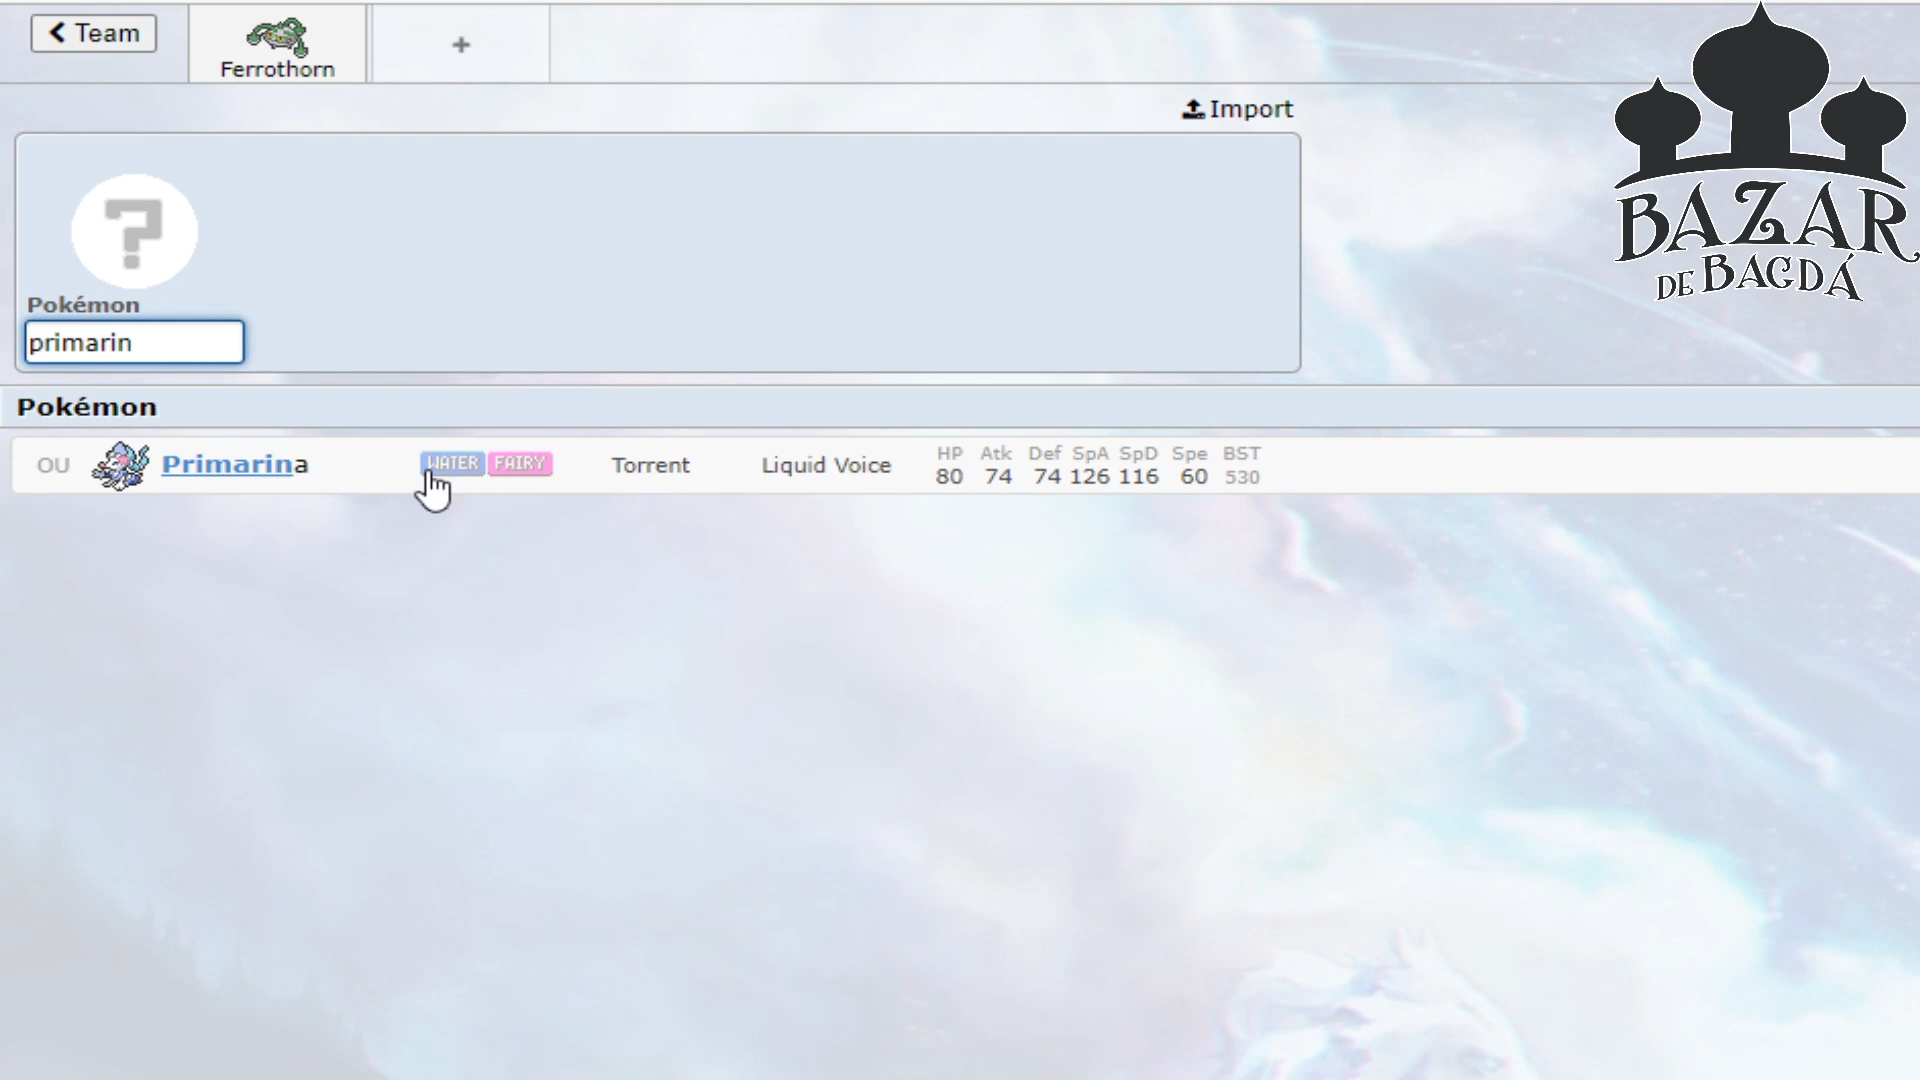 Team
Ferrothorn
+
Import
BAZAR
DE BAGDÁ
?
Pokémon
primarin
Pokémon
HP Atk Def SpA SpD Spe BST
OU Primarina WATER FAIRY Torrent Liquid Voice 80 74 74 126 116 60 530